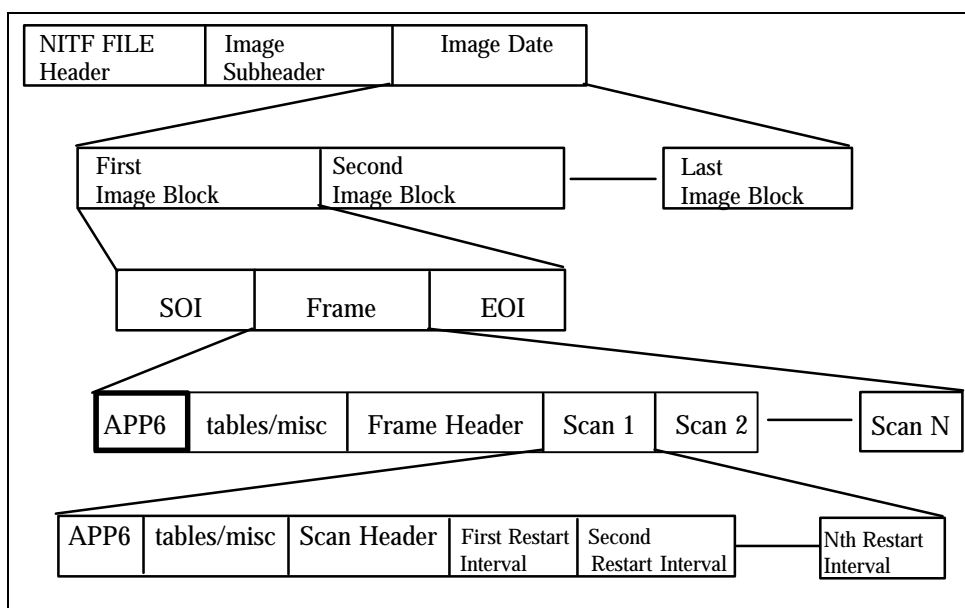 NITF FILE
Header
Image
Subheader
Image Date
First
Image Block
Second
Image Block
Last
Image Block
SOI
Frame
EOI
APP6
tables/misc
Frame Header
Scan 1
Scan 2
Scan N
APP6
tables/misc
Scan Header
First Restart
Interval
Second
Restart Interval
Nth Restart
Interval